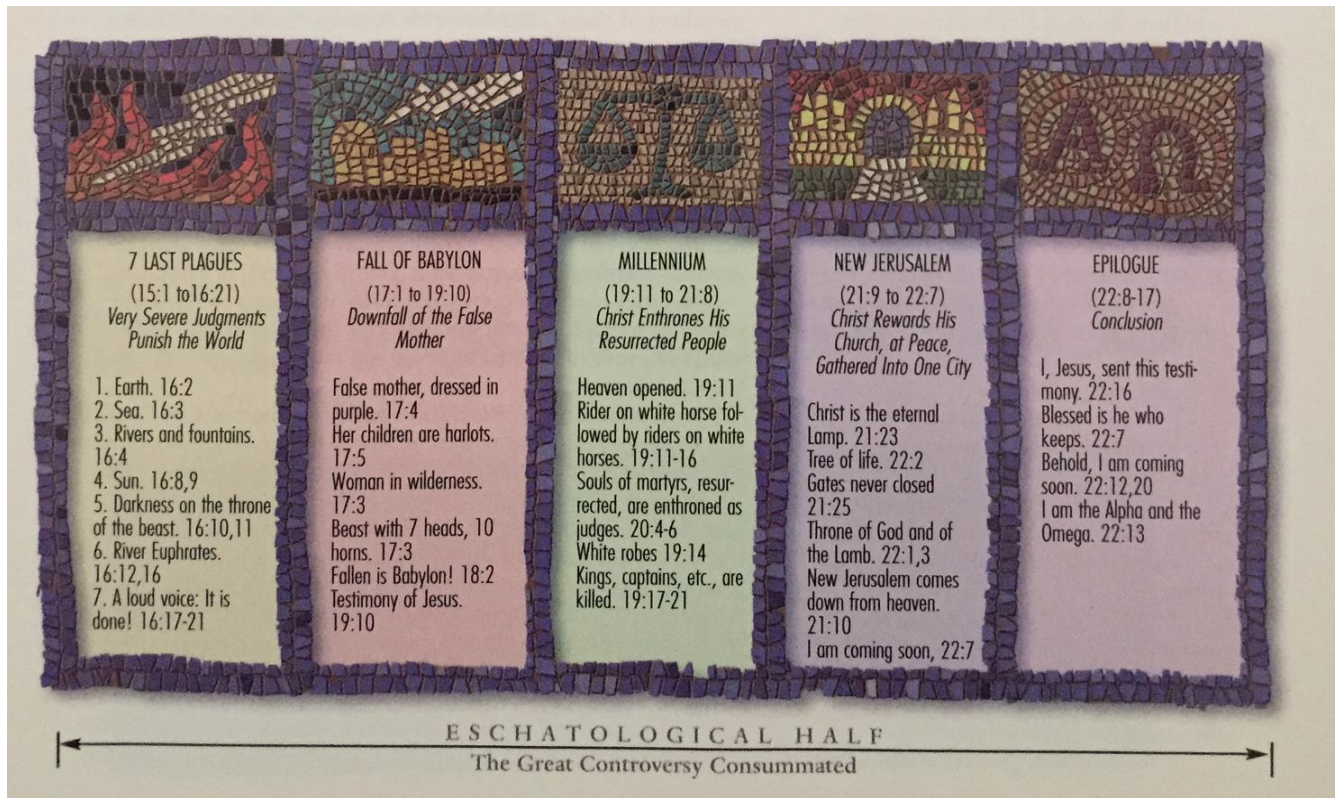 A Ω
7 LAST PLAGUES
(15:1 to16:21)
Very Severe Judgments
Punish the World
1. Earth. 16:2
2. Sea. 16:3
3. Rivers and fountains.
16:4
4. Sun. 16:8,9
5. Darkness on the throne
of the beast. 16:10,11
6. River Euphrates.
16:12,16
7. A loud voice: It is
done! 16:17-21
FALL OF BABYLON
(17:1 to 19:10)
Downfall of the False
Mother
False mother, dressed in
purple. 17:4
Her children are harlots.
17:5
Woman in wilderness.
17:3
Beast with 7 heads, 10
horns. 17:3
Fallen is Babylon! 18:2
Testimony of Jesus.
19:10
MILLENNIUM
(19:11 to 21:8)
Christ Enthrones His
Resurrected People
Heaven opened. 19:11
Rider on white horse fol-
lowed by riders on white
horses. 19:11-16
Souls of martyrs, resur-
rected, are enthroned as
judges. 20:4-6
White robes 19:14
Kings, captains, etc., are
killed. 19:17-21
NEW JERUSALEM
(21:9 to 22:7)
Christ Rewards His
Church, at Peace,
Gathered Into One City
Christ is the eternal
Lamp. 21:23
Tree of life. 22:2
Gates never closed
21:25
Throne of God and of
the Lamb. 22:1,3
New Jerusalem comes
down from heaven.
21:10
I am coming soon, 22:7
EPILOGUE
(22:8-17)
Conclusion
I, Jesus, sent this testi-
mony. 22:16
Blessed is he who
keeps. 22:7
Behold, I am coming
soon. 22:12,20
I am the Alpha and the
Omega. 22:13
ESCHATOLOGICAL HALF
The Great Controversy Consummated